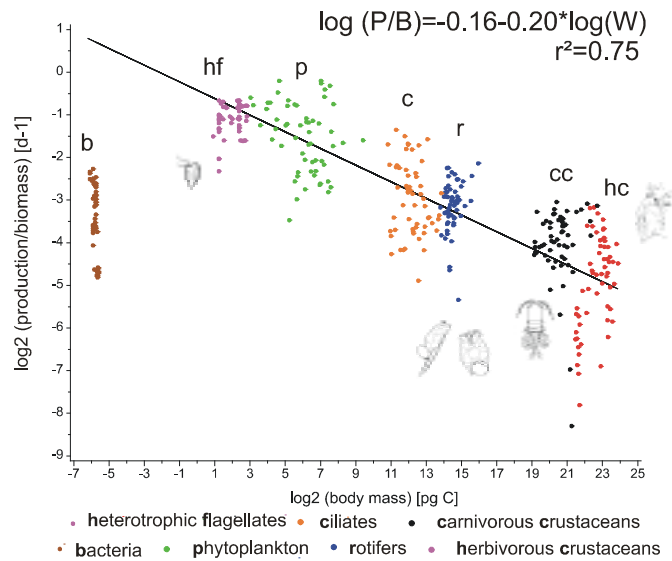 log (P/B)=-0.16-0.20*log(W)
r²=0.75
hf
p
c
r
b
cc
hc
log2 (production/biomass) [d-1]
1
0
-1
-2
-3
-4
-5
-6
-7
-8
-9
-7 -5 -3 -1 1 3 5 7 9 11 13 15 17 19 21 23 25
log2 (body mass) [pg C]
heterotrophic flagellates ciliates carnivorous crustaceans
bacteria phytoplankton rotifers herbivorous crustaceans